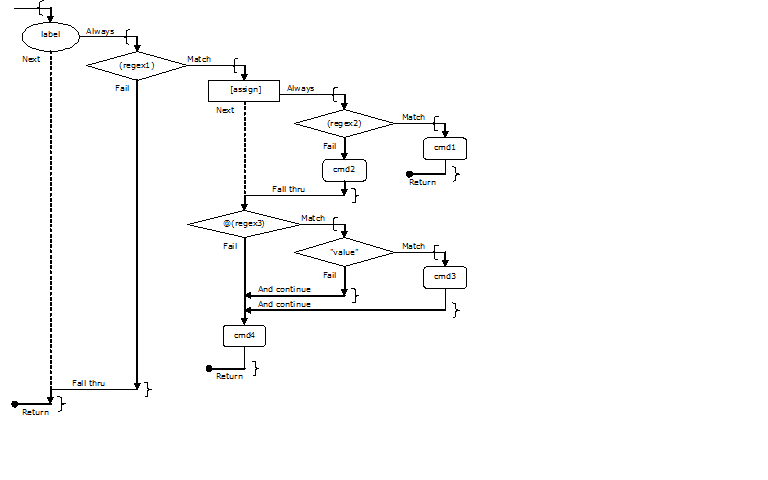 {
label
Always
{
Next
(regex1)
Match
{
Fail
[assign]
Always
{
Next
(regex2)
Match
{
Fail
cmd1
cmd2
Return
}
Fall thru
}
@(regex3)
Match
{
Fail
"value"
Match
{
Fail
cmd3
And continue
}
And continue
}
cmd4
Return
}
Fall thru
}
Return
}